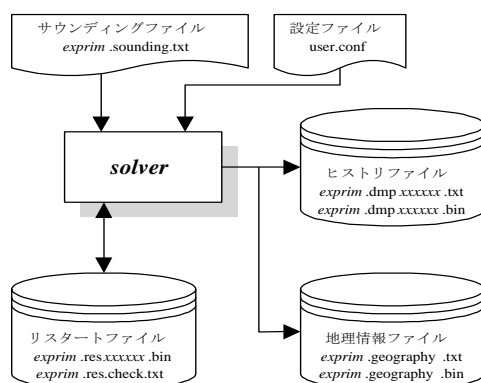 サウンディングファイル
exprim .sounding.txt
設定ファイル
user.conf
solver
ヒストリファイル
exprim .dmp xxxxxx .txt
exprim .dmp xxxxxx .bin
リスタートファイル
exprim .res.xxxxxx .bin
exprim .res.check.txt
地理情報ファイル
exprim .geography .txt
exprim .geography .bin